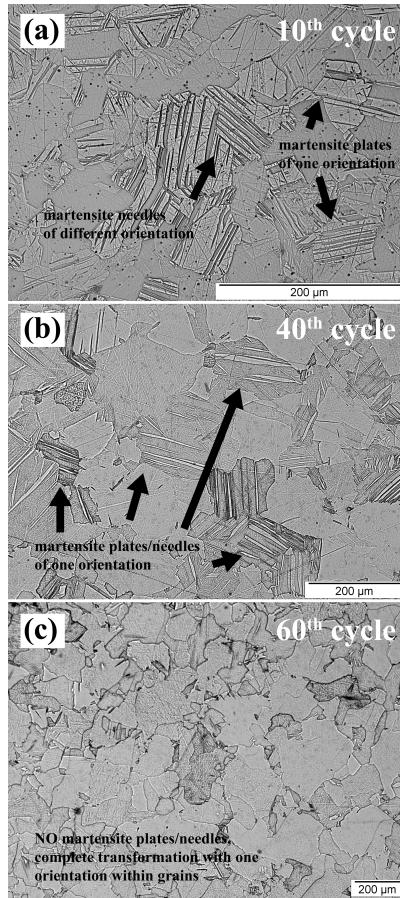 (a)
10th cycle
martensite plates
of one orientation
martensite needles
of different orientation
200 µm
(b)
40th cycle
martensite plates/needles
of one orientation
200 µm
(c)
60th cycle
NO martensite plates/needles,
complete transformation with one
orientation within grains
200 µm